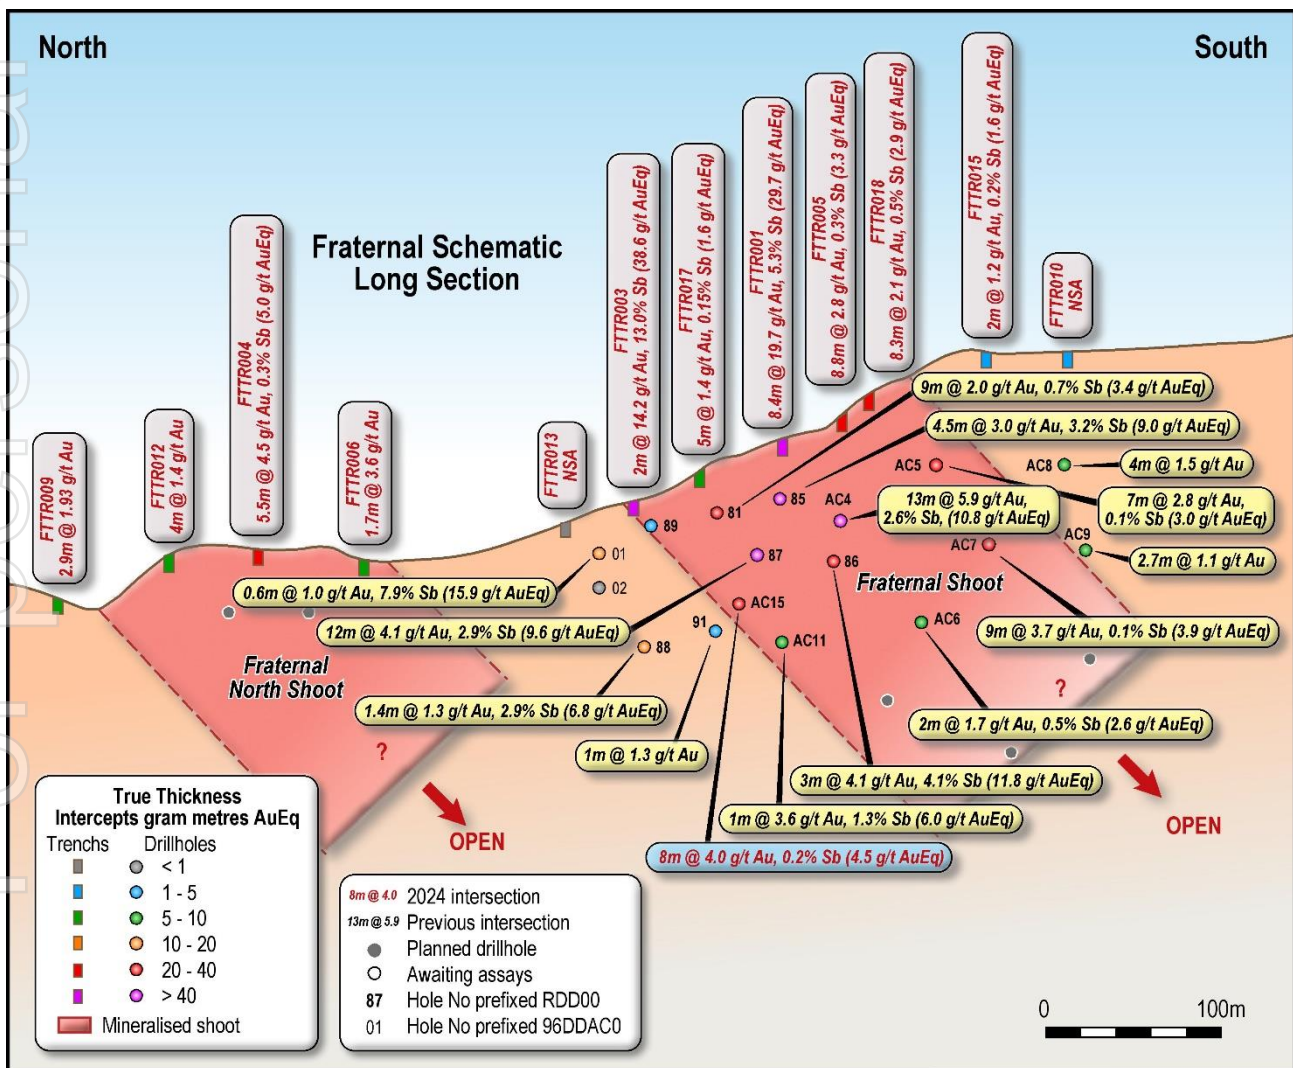 North
South
Fraternal Schematic
Long Section
FTTR009
2.9m @ 1.93 g/t Au
FTTR012
4m @ 1.4 g/t Au
FTTR004
5.5m @ 4.5 g/t Au, 0.3% Sb (5.0 g/t AuEq)
FTTR006
1.7m @ 3.6 g/t Au
FTTR013
NSA
FTTR003
2m @ 14.2 g/t Au, 13.0% Sb (38.6 g/t AuEq)
FTTR017
5m @ 1.4 g/t Au, 0.15% Sb (1.6 g/t AuEq)
FTTR001
8.4m @ 19.7 g/t Au, 5.3% Sb (29.7 g/t AuEq)
FTTR005
8.8m @ 2.8 g/t Au, 0.3% Sb (3.3 g/t AuEq)
FTTR018
8.3m @ 2.1 g/t Au, 0.5% Sb (2.9 g/t AuEq)
FTTR015
2m @ 1.2 g/t Au, 0.2% Sb (1.6 g/t AuEq)
FTTR010
NSA
9m @ 2.0 g/t Au, 0.7% Sb (3.4 g/t AuEq)
4.5m @ 3.0 g/t Au, 3.2% Sb (9.0 g/t AuEq)
AC5
AC8
4m @ 1.5 g/t Au
85
AC4
13m @ 5.9 g/t Au,
2.6% Sb, (10.8 g/t AuEq)
7m @ 2.8 g/t Au,
0.1% Sb (3.0 g/t AuEq)
81
89
AC7
AC9
2.7m @ 1.1 g/t Au
01
87
86
Fraternal Shoot
02
0.6m @ 1.0 g/t Au, 7.9% Sb (15.9 g/t AuEq)
AC15
12m @ 4.1 g/t Au, 2.9% Sb (9.6 g/t AuEq)
91
AC11
AC6
9m @ 3.7 g/t Au, 0.1% Sb (3.9 g/t AuEq)
88
Fraternal
North Shoot
?
?
1.4m @ 1.3 g/t Au, 2.9% Sb (6.8 g/t AuEq)
2m @ 1.7 g/t Au, 0.5% Sb (2.6 g/t AuEq)
1m @ 1.3 g/t Au
3m @ 4.1 g/t Au, 4.1% Sb (11.8 g/t AuEq)
1m @ 3.6 g/t Au, 1.3% Sb (6.0 g/t AuEq)
8m @ 4.0 g/t Au, 0.2% Sb (4.5 g/t AuEq)
OPEN
OPEN
True Thickness
Intercepts gram metres AuEq
Trenchs Drillholes
< 1
1 - 5
5 - 10
10 - 20
20 - 40
> 40
Mineralised shoot
8m @ 4.0 2024 intersection
13m @ 5.9 Previous intersection
Planned drillhole
Awaiting assays
87 Hole No prefixed RDD00
01 Hole No prefixed 96DDAC0
0 100m